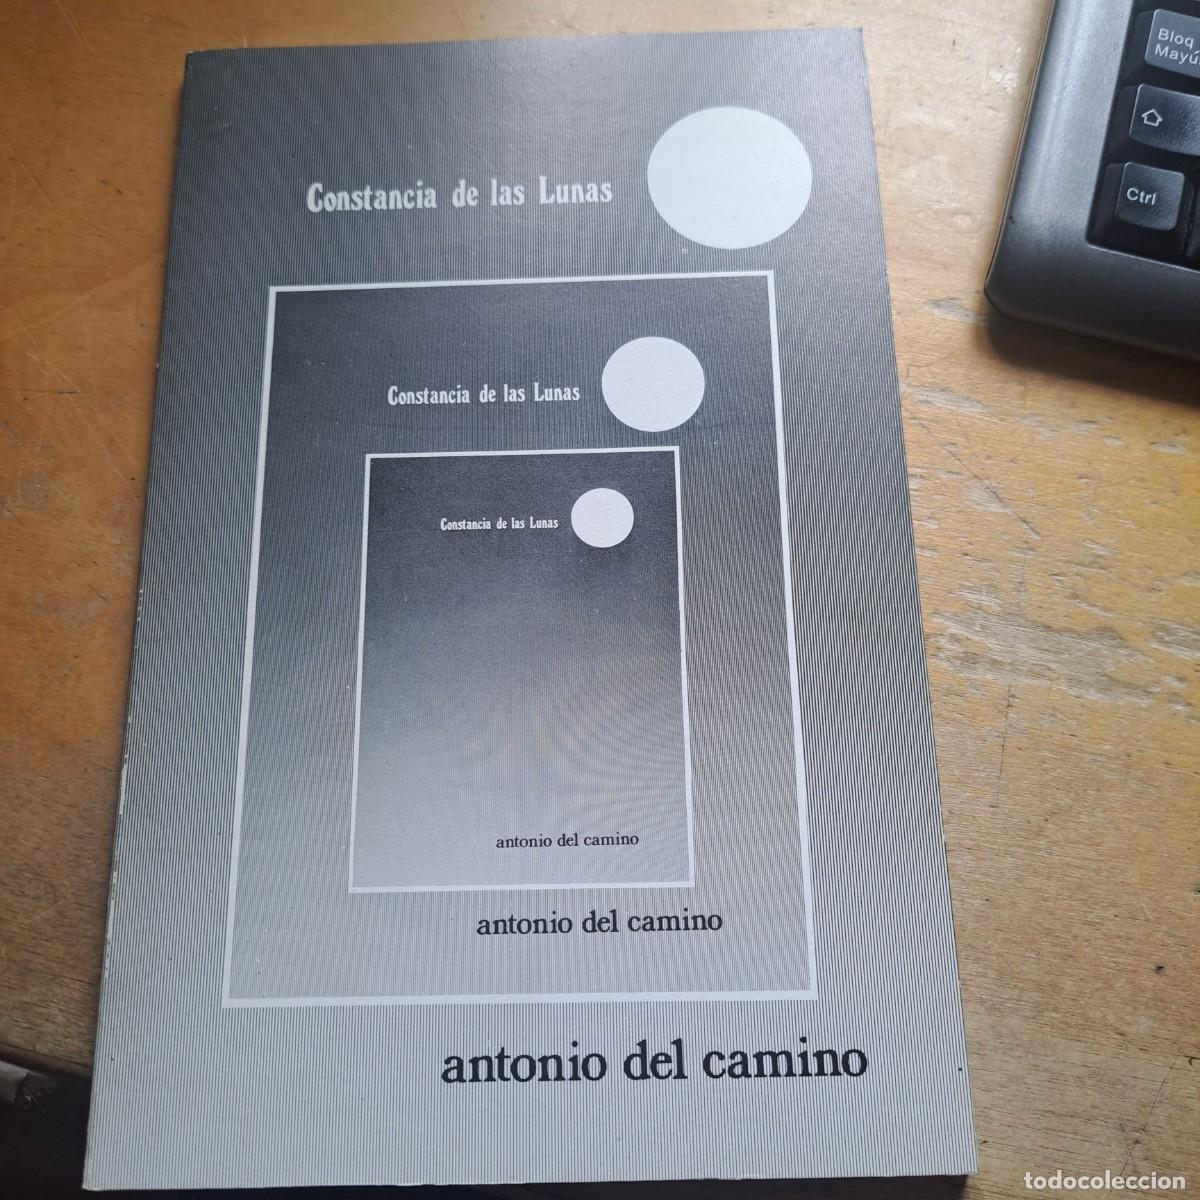 Constancia de las Lunas
Constancia de las Lunas
Constancia de las Lunas
antonio del camino
antonio del camino
antonio del camino
Bloq
Mayú
Ctrl
todocoleccion